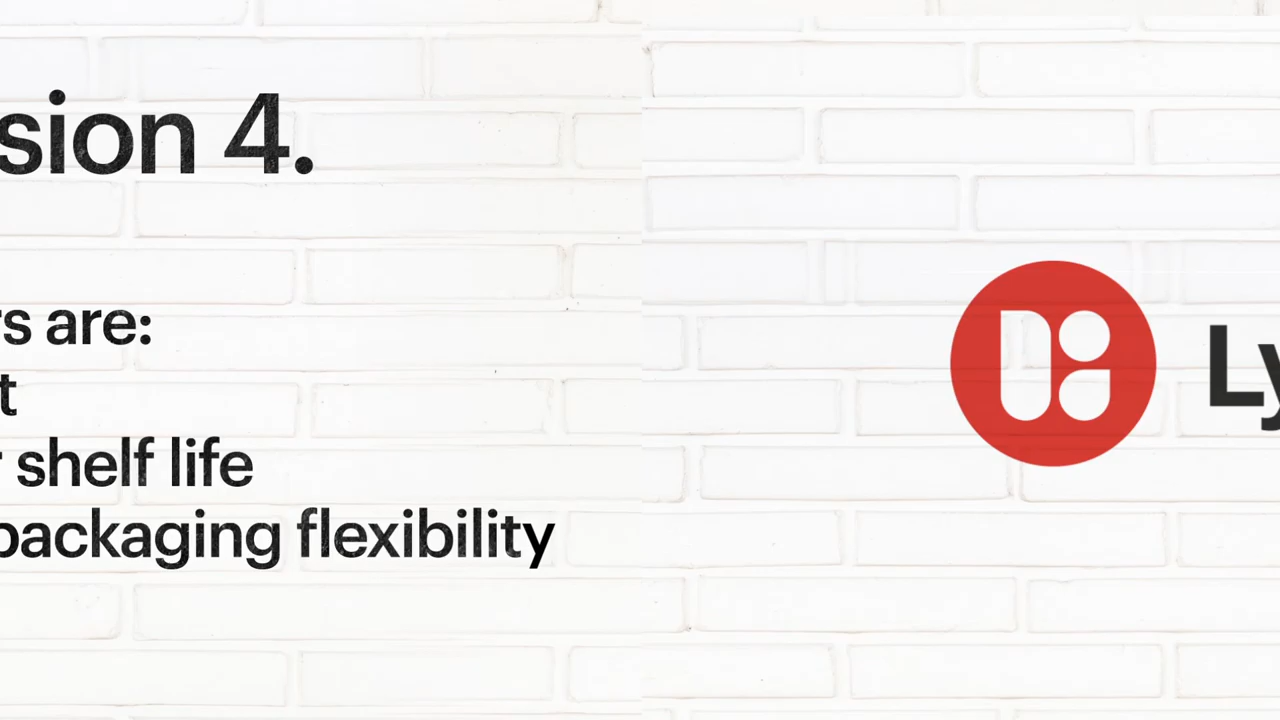 sion 4.
rs are:
t
r shelf life
packaging flexibility
Ly